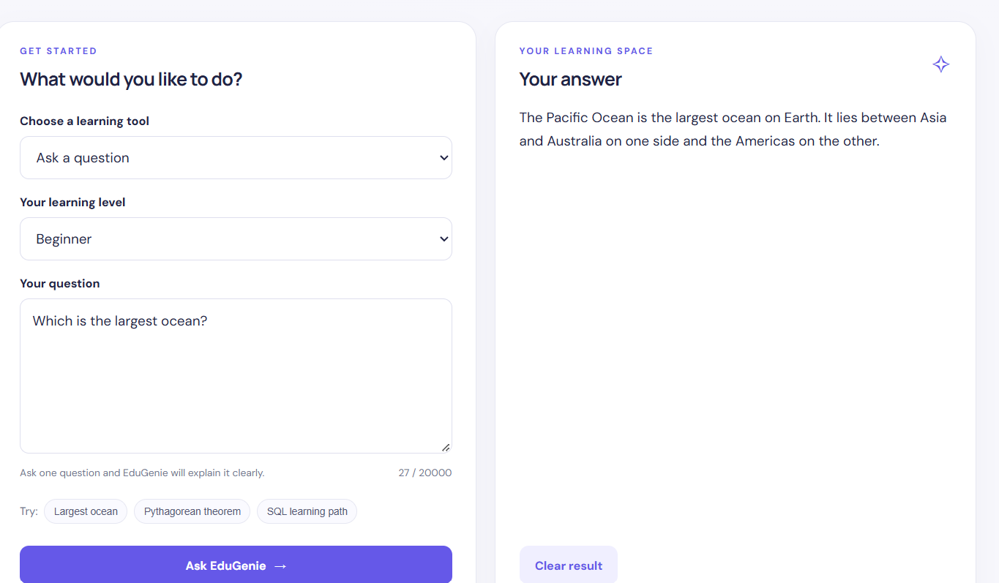 GET STARTED
What would you like to do?
Choose a learning tool
Ask a question
Your learning level
Beginner
Your question
Which is the largest ocean?
Ask one question and EduGenie will explain it clearly.
27 / 20000
Try:
Largest ocean
Pythagorean theorem
SQL learning path
Ask EduGenie →
YOUR LEARNING SPACE
Your answer
The Pacific Ocean is the largest ocean on Earth. It lies between Asia
and Australia on one side and the Americas on the other.
Clear result